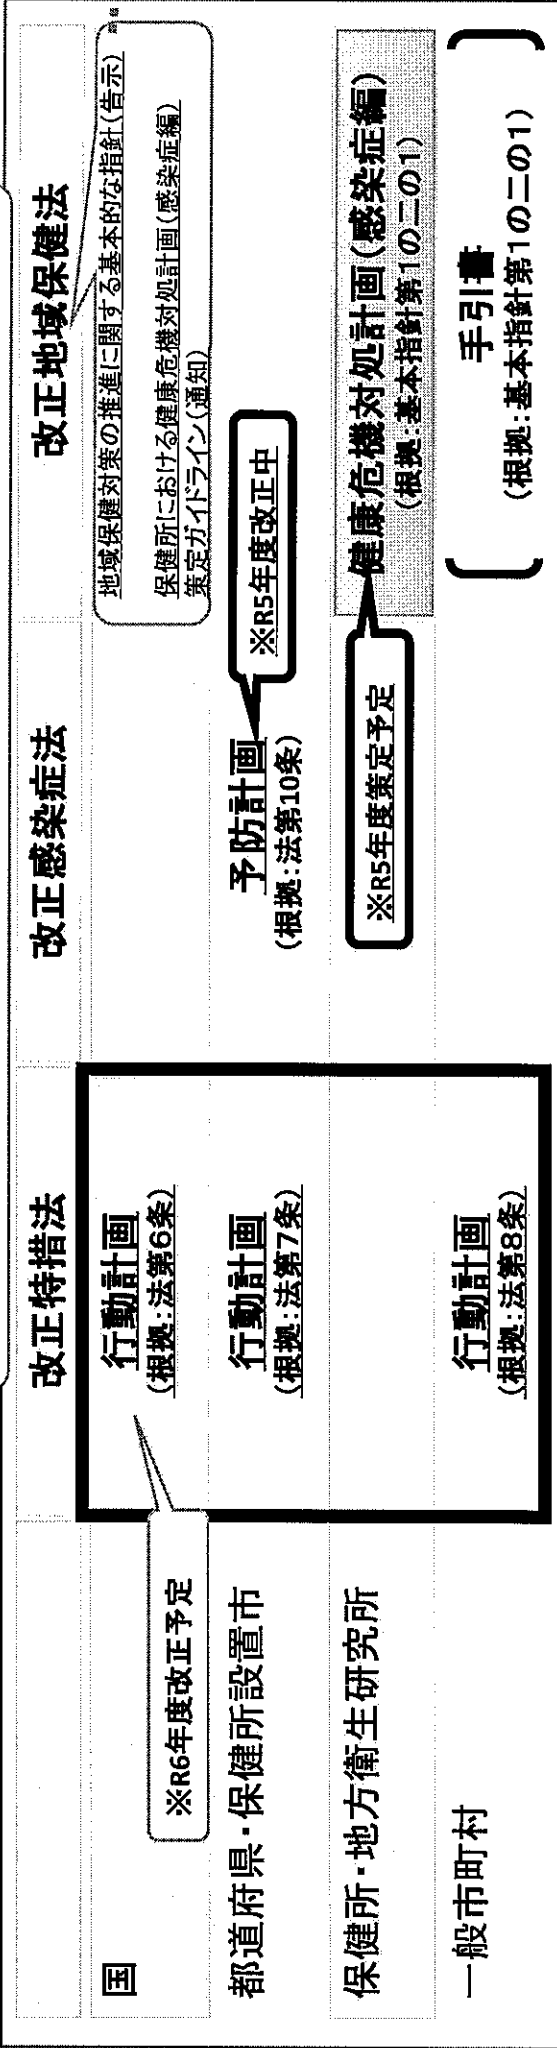 改正特措法
改正感染症法
改正地域保健法
国
※R6年度改正予定
行動計画
(根拠:法第6条)
地域保健対策の推進に関する基本的な指針(告示)
保健所における健康危機対処計画(感染症編)
策定ガイドライン(通知)
都道府県・保健所設置市
行動計画
(根拠:法第7条)
予防計画
(根拠:法第10条)
※R5年度改正中
保健所・地方衛生研究所
※R5年度策定予定
健康危機対処計画(感染症編)
(根拠:基本指針第1の二の1)
一般市町村
行動計画
(根拠:法第8条)
手引書
(根拠:基本指針第1の二の1)